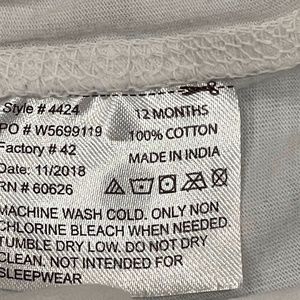 Style # 4424
PO # W5699119
Factory # 42
Date: 11/2018
RN # 60626
12 MONTHS
100% COTTON
MADE IN INDIA
MACHINE WASH COLD. ONLY NON
CHLORINE BLEACH WHEN NEEDED.
TUMBLE DRY LOW. DO NOT DRY
CLEAN. NOT INTENDED FOR
SLEEPWEAR